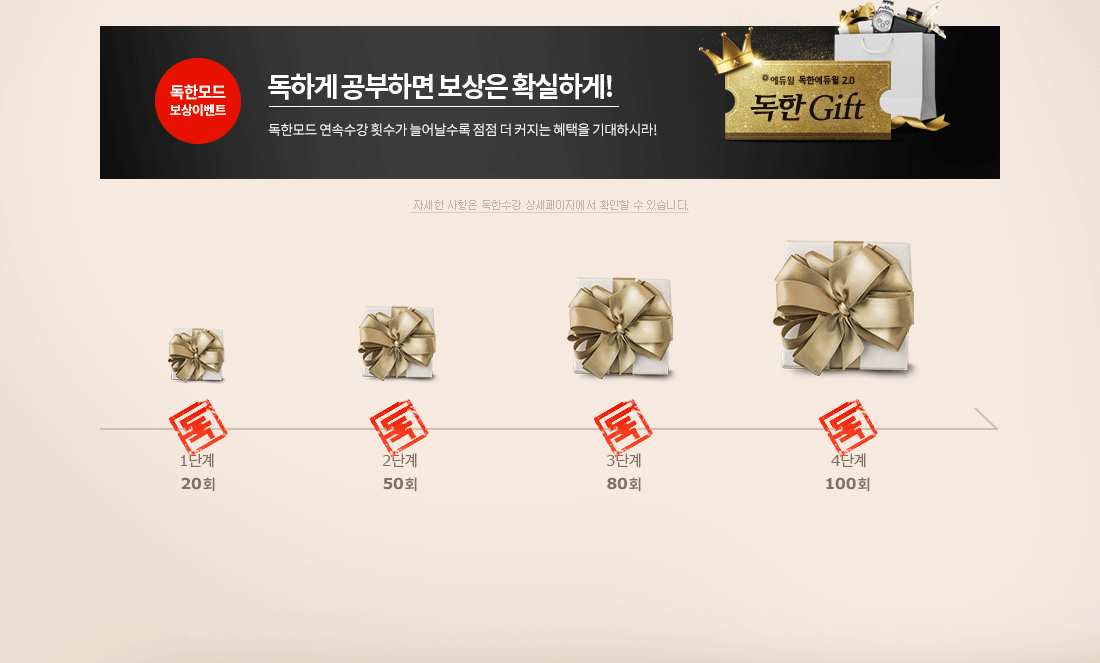 독한모드
보상이벤트
독하게 공부하면 보상은 확실하게!
독한모드 연속수강 횟수가 늘어날수록 점점 더 커지는 혜택을 기대하시라!
에듀윌 독한에듀윌 2.0
독한 Gift
자세한 사항은 독한수강 상세페이지에서 확인할 수 있습니다.
독 독 독 독
1단계 2단계 3단계 4단계
20회 50회 80회 100회